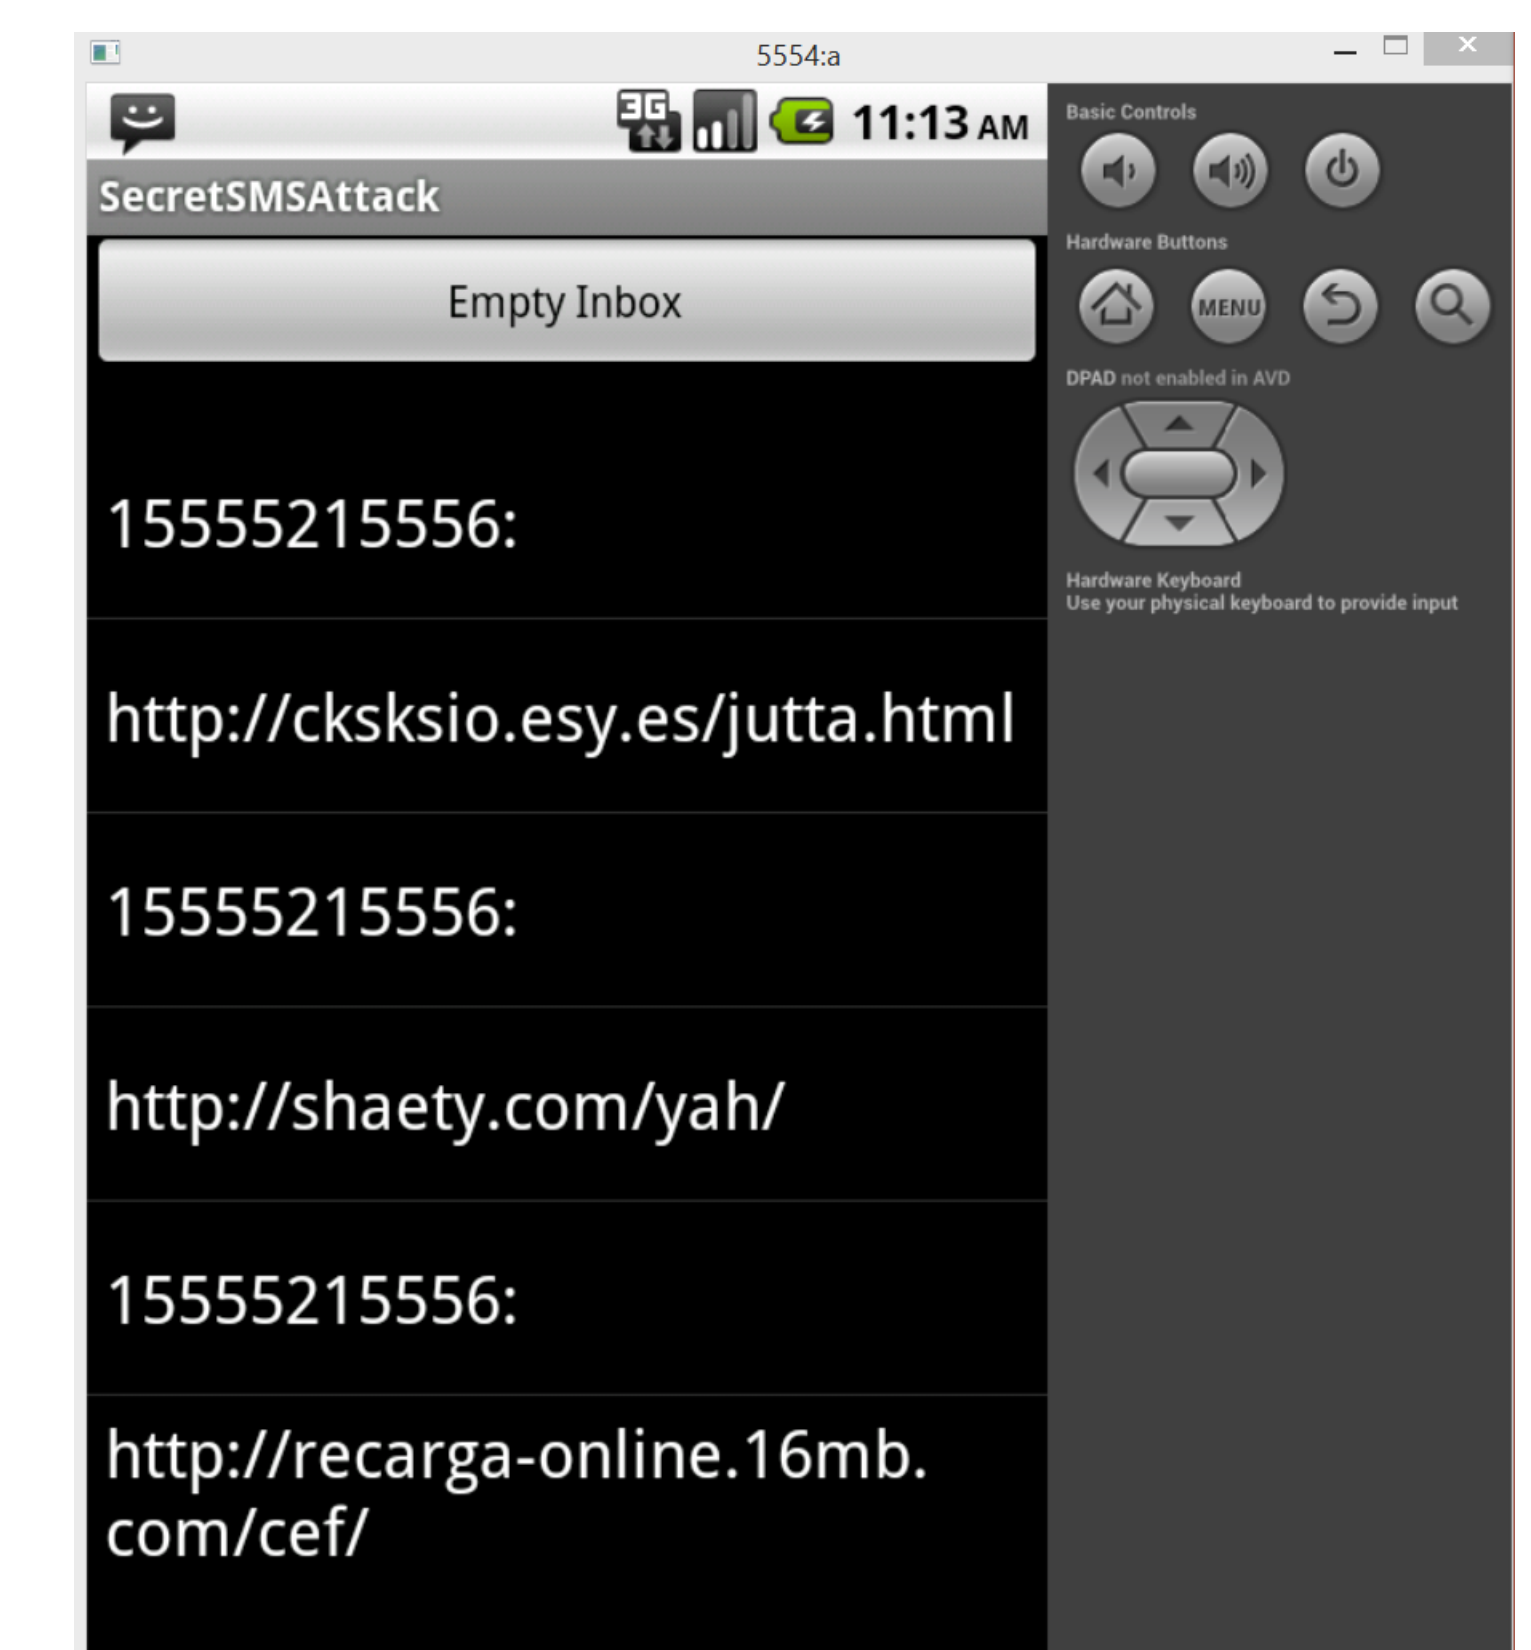 5554:a
3G
11:13 AM
SecretSMSAttack
Empty Inbox
15555215556:
http://cksksio.esy.es/jutta.html
15555215556:
http://shaety.com/yah/
15555215556:
http://recarga-online.16mb.
com/cef/
Basic Controls
Hardware Buttons
MENU
DPAD not enabled in AVD
Hardware Keyboard
Use your physical keyboard to provide input